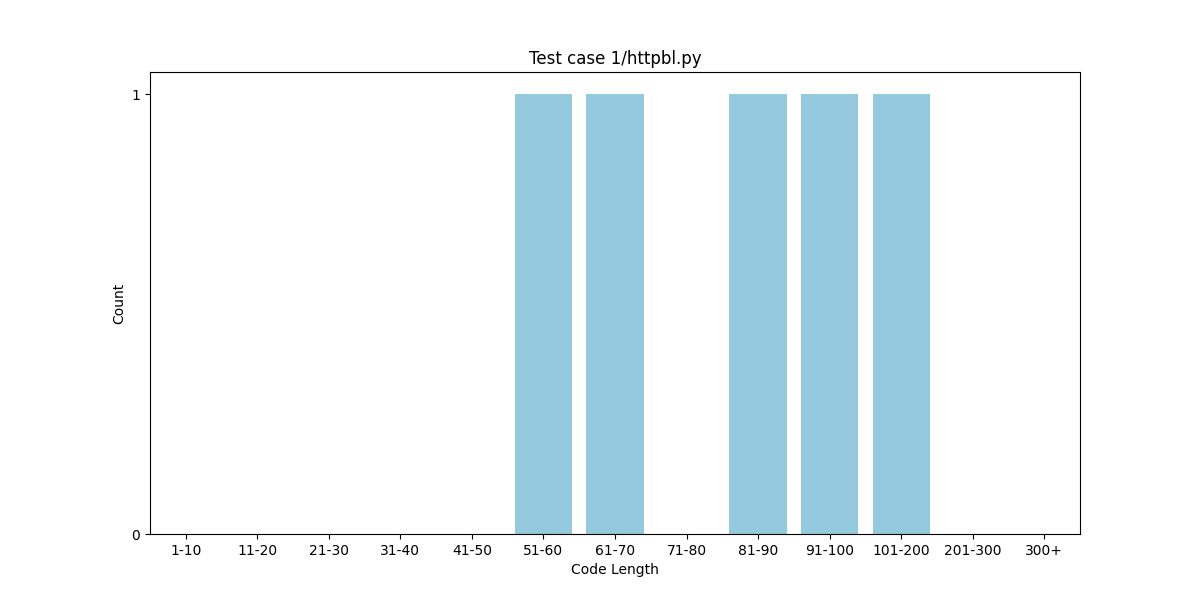 Test case 1/httpbl.py
1
Count
0
1-10 11-20 21-30 31-40 41-50 51-60 61-70 71-80 81-90 91-100 101-200 201-300 300+
Code Length